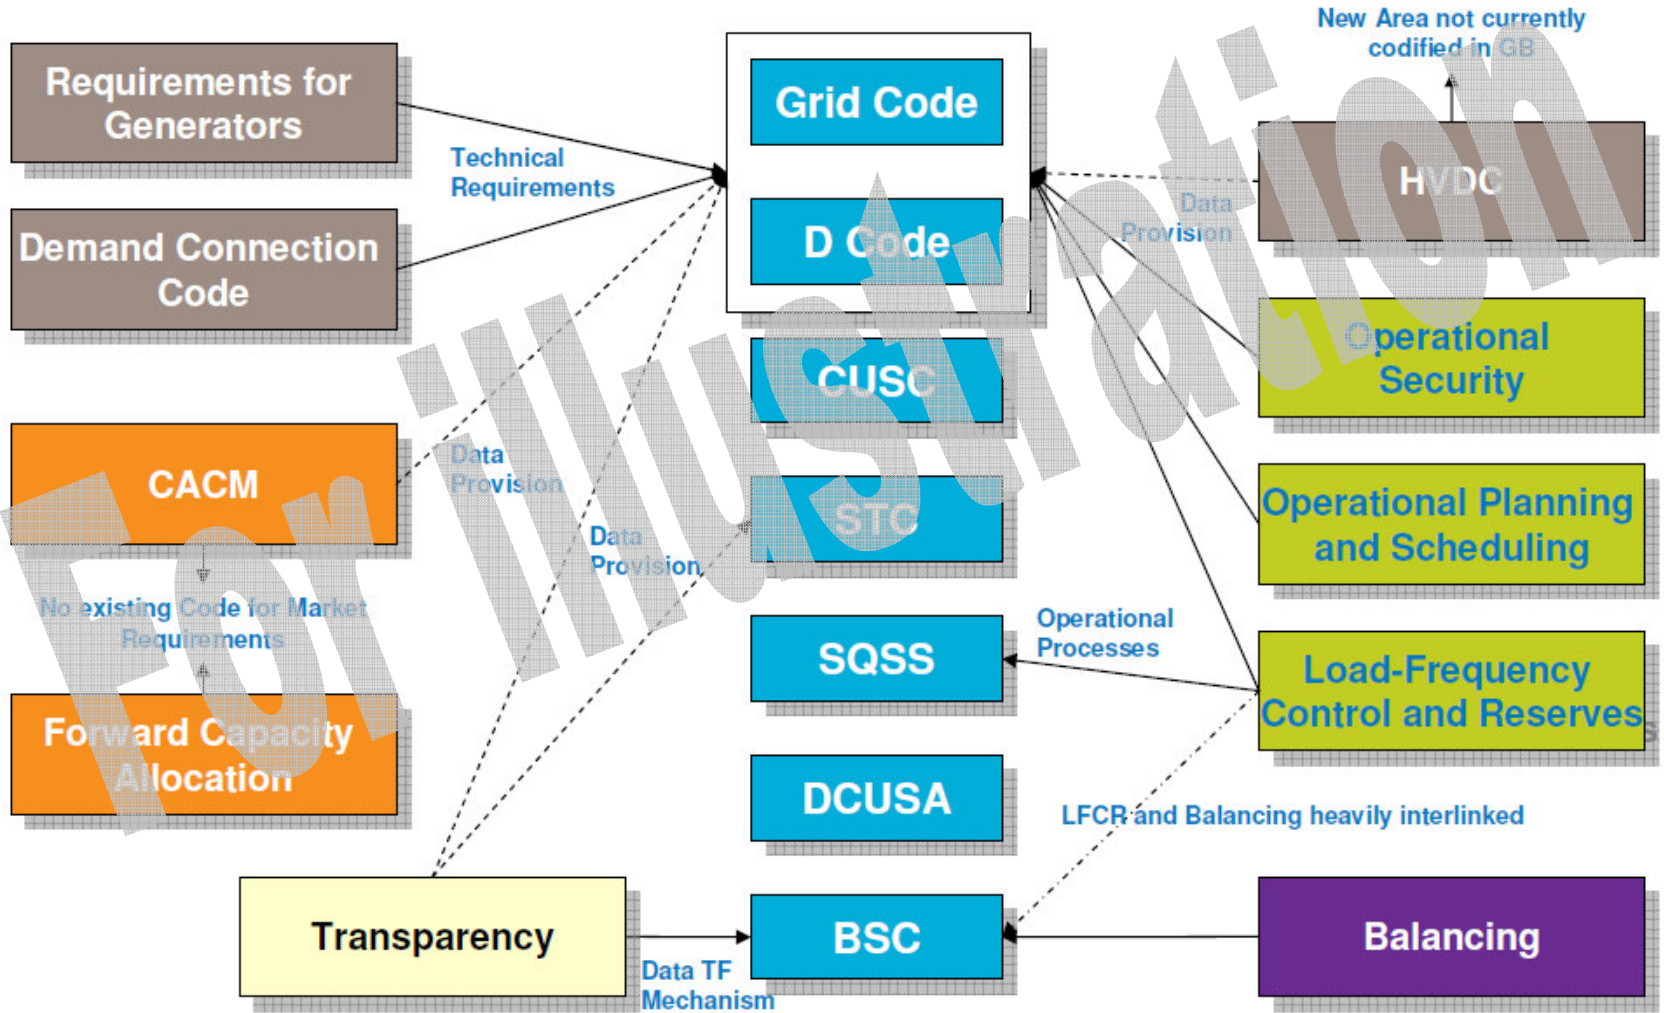 New Area not currently
codified in GB
Requirements for
Generators
Grid Code
HVDC
Technical
Requirements
Data
Provision
Demand Connection
Code
D Code
Operational
Security
CUSC
CACM
Data
Provision
STC
Operational Planning
and Scheduling
Data
Provision
No existing Code for Market
Requirements
Operational
Processes
SQSS
Load-Frequency
Control and Reserves
Forward Capacity
Allocation
DCUSA
LFCR and Balancing heavily interlinked
Transparency
BSC
Balancing
Data TF
Mechanism
For illustration